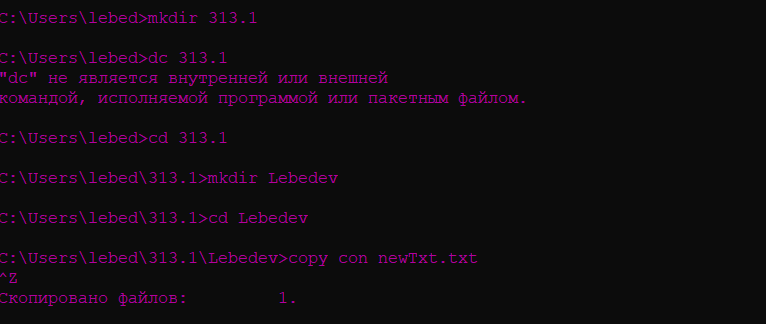 C:\Users\lebed>mkdir 313.1
C:\Users\lebed>dc 313.1
"dc" не является внутренней или внешней
командой, исполняемой программой или пакетным файлом.
C:\Users\lebed>cd 313.1
C:\Users\lebed\313.1>mkdir Lebedev
C:\Users\lebed\313.1>cd Lebedev
C:\Users\lebed\313.1\Lebedev>copy con newTxt.txt
^Z
Скопировано файлов:         1.